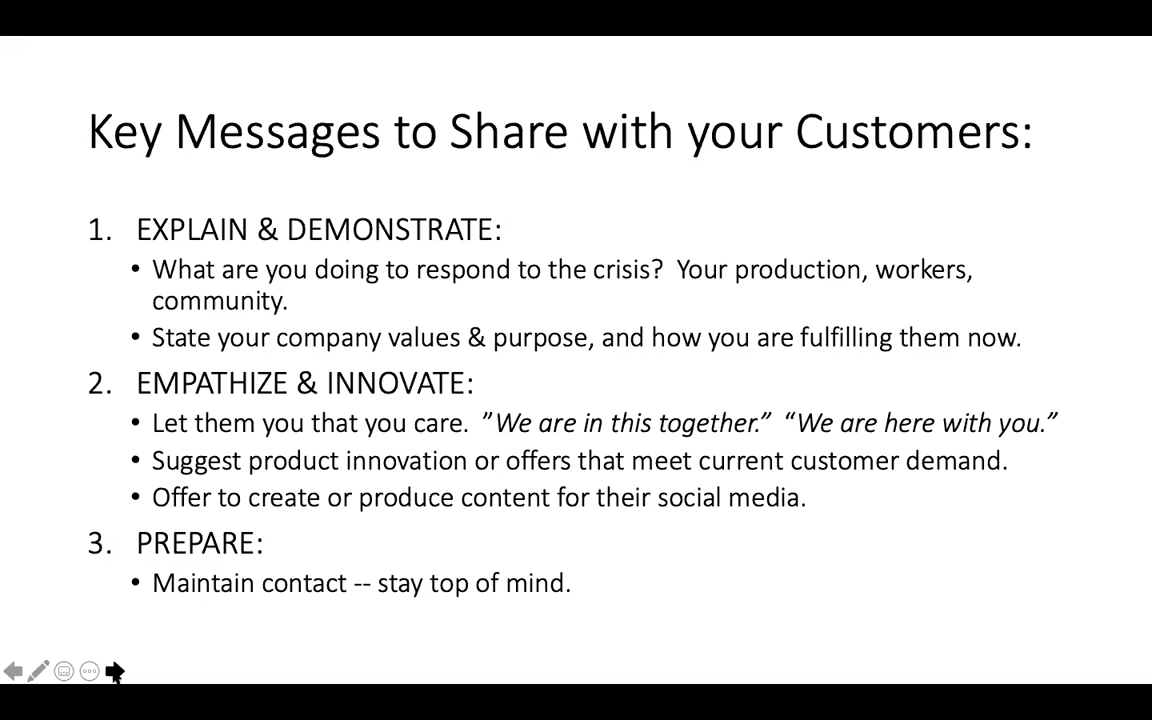 Key Messages to Share with your Customers:
1. EXPLAIN & DEMONSTRATE:
• What are you doing to respond to the crisis?  Your production, workers,
community.
• State your company values & purpose, and how you are fulfilling them now.
2. EMPATHIZE & INNOVATE:
• Let them you that you care.  ”We are in this together.”  “We are here with you.”
• Suggest product innovation or offers that meet current customer demand.
• Offer to create or produce content for their social media.
3. PREPARE:
• Maintain contact -- stay top of mind.